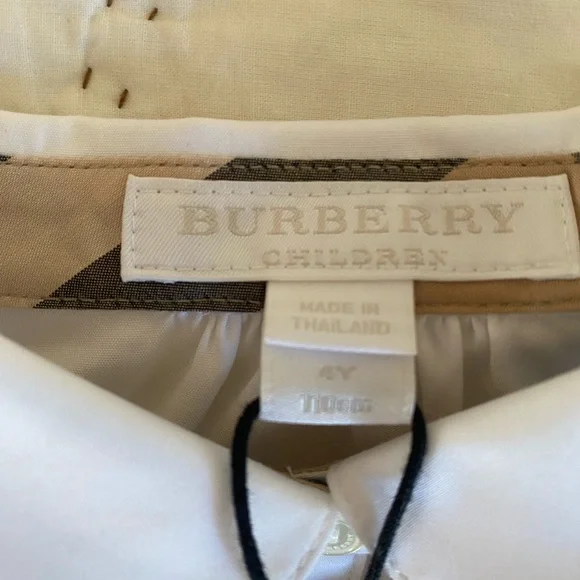 BURBERRY
CHILDREN
MADE IN
THAILAND
4Y
110cm